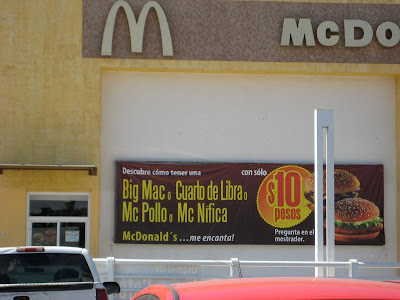 M McDo
Descubre cómo tener una con sólo
Big Mac o Cuarto de Libra o
Mc Pollo o Mc Nífica
McDonald´s ...me encanta!
$10
pesos
Pregunta en el
mostrador.